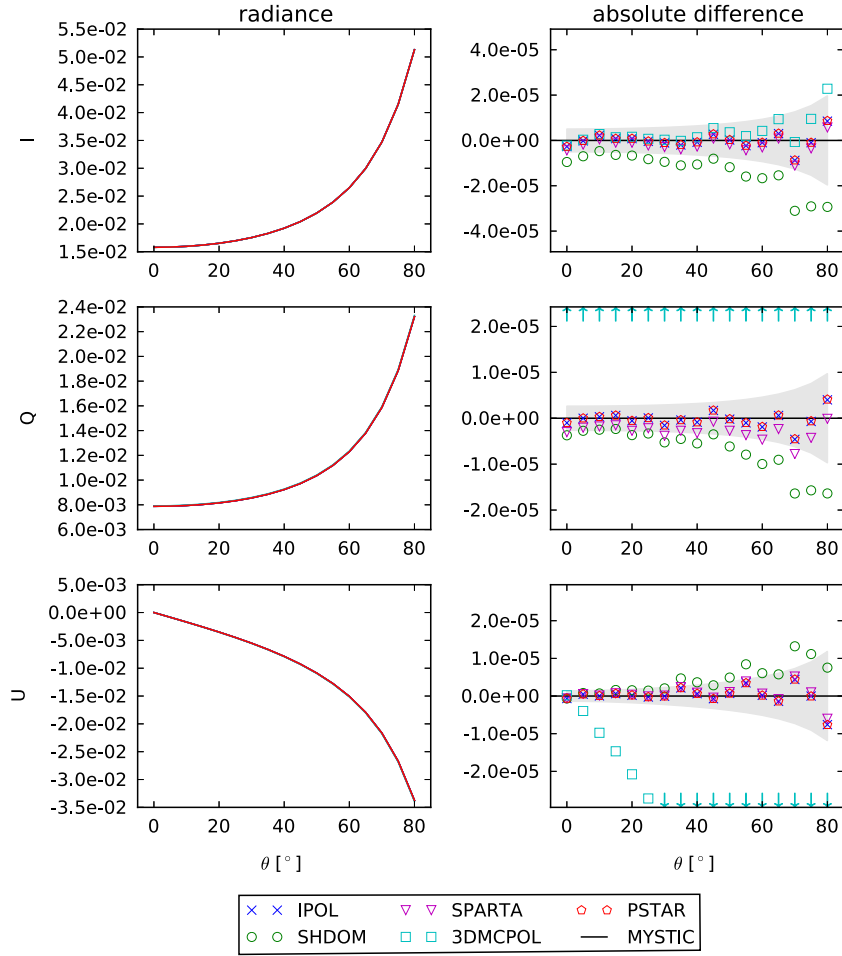 radiance
absolute difference
5.5e-02
5.0e-02
4.5e-02
4.0e-02
3.5e-02
3.0e-02
2.5e-02
2.0e-02
1.5e-02
I
0 20 40 60 80
4.0e-05
2.0e-05
0.0e+00
-2.0e-05
-4.0e-05
0 20 40 60 80
2.4e-02
2.2e-02
2.0e-02
1.8e-02
1.6e-02
1.4e-02
1.2e-02
1.0e-02
8.0e-03
6.0e-03
Q
0 20 40 60 80
2.0e-05
1.0e-05
0.0e+00
-1.0e-05
-2.0e-05
0 20 40 60 80
5.0e-03
0.0e+00
-5.0e-03
-1.0e-02
-1.5e-02
-2.0e-02
-2.5e-02
-3.0e-02
-3.5e-02
U
0 20 40 60 80
θ [°]
2.0e-05
1.0e-05
0.0e+00
-1.0e-05
-2.0e-05
0 20 40 60 80
θ [°]
IPOL SPARTA PSTAR
SHDOM 3DMCPOL MYSTIC